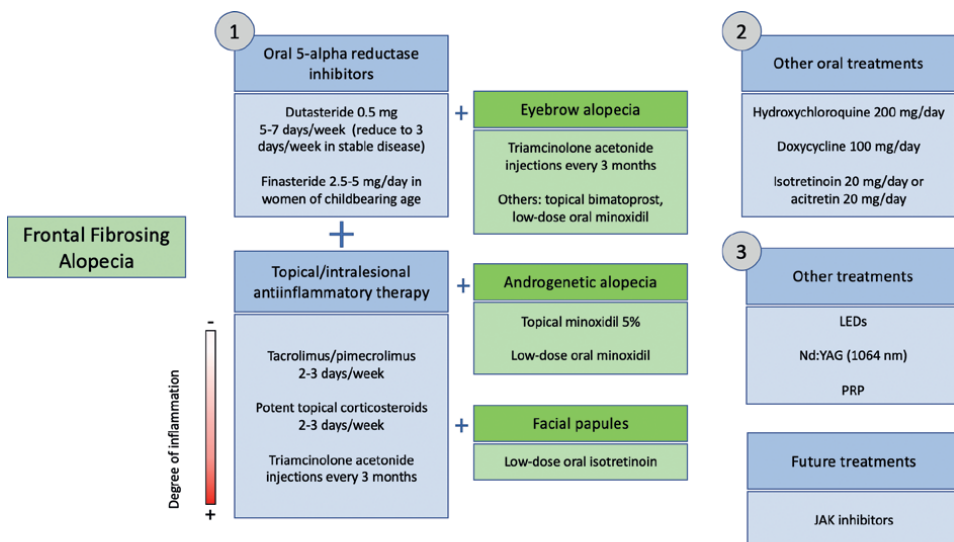 Frontal Fibrosing
Alopecia
1
Oral 5-alpha reductase
inhibitors
Dutasteride 0.5 mg
5-7 days/week (reduce to 3
days/week in stable disease)
Finasteride 2.5-5 mg/day in
women of childbearing age
+
Topical/intralesional
antiinflammatory therapy
Tacrolimus/pimecrolimus
2-3 days/week
Potent topical corticosteroids
2-3 days/week
Triamcinolone acetonide
injections every 3 months
-
Degree of inflammation
+
+
Eyebrow alopecia
Triamcinolone acetonide
injections every 3 months
Others: topical bimatoprost,
low-dose oral minoxidil
+
Androgenetic alopecia
Topical minoxidil 5%
Low-dose oral minoxidil
+
Facial papules
Low-dose oral isotretinoin
2
Other oral treatments
Hydroxychloroquine 200 mg/day
Doxycycline 100 mg/day
Isotretinoin 20 mg/day or
acitretin 20 mg/day
3
Other treatments
LEDs
Nd:YAG (1064 nm)
PRP
Future treatments
JAK inhibitors